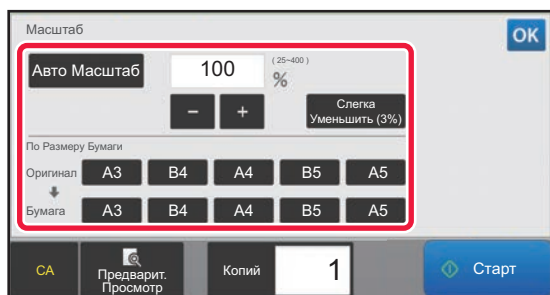 Масштаб
OK
Авто Масштаб
100
(25~400)
%
−
+
Слегка
Уменьшить (3%)
По Размеру Бумаги
Оригинал
A3
B4
A4
B5
A5
Бумага
A3
B4
A4
B5
A5
CA
Предварит.
Просмотр
Копий
1
Старт